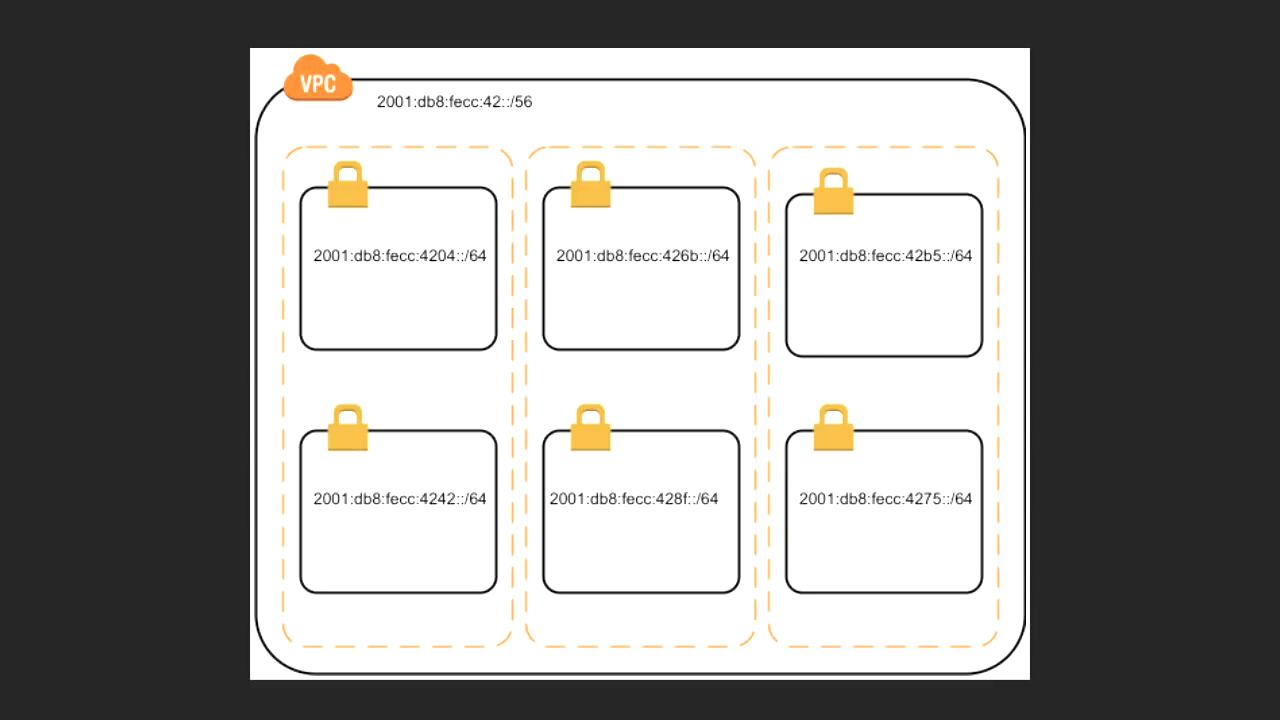 VPC
2001:db8:fecc:42::/56
2001:db8:fecc:4204::/64
2001:db8:fecc:426b::/64
2001:db8:fecc:42b5::/64
2001:db8:fecc:4242::/64
2001:db8:fecc:428f::/64
2001:db8:fecc:4275::/64